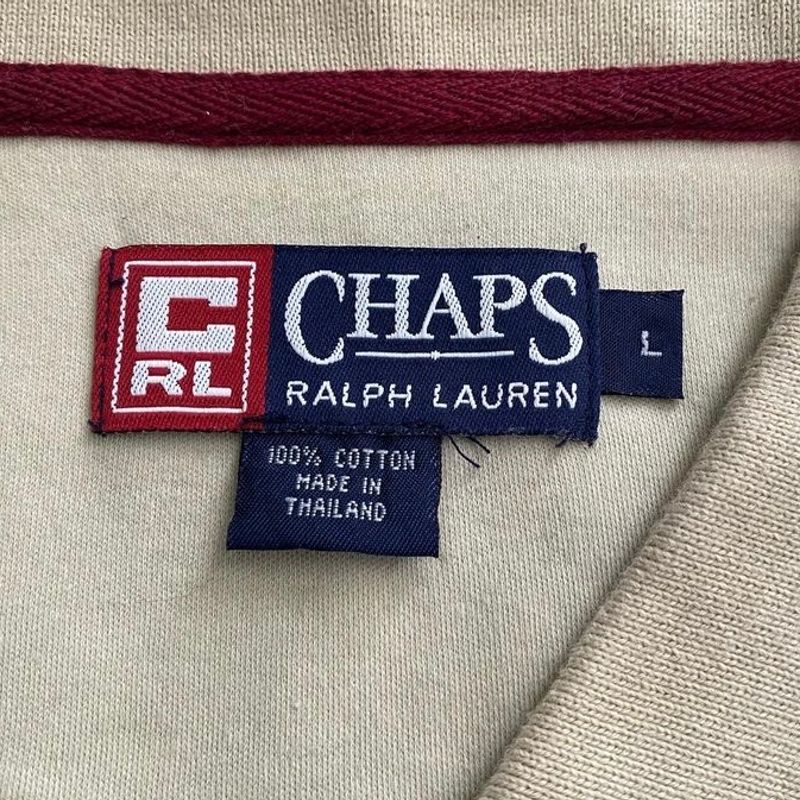 C
RL
CHAPS
RALPH LAUREN
L
100% COTTON
MADE IN
THAILAND